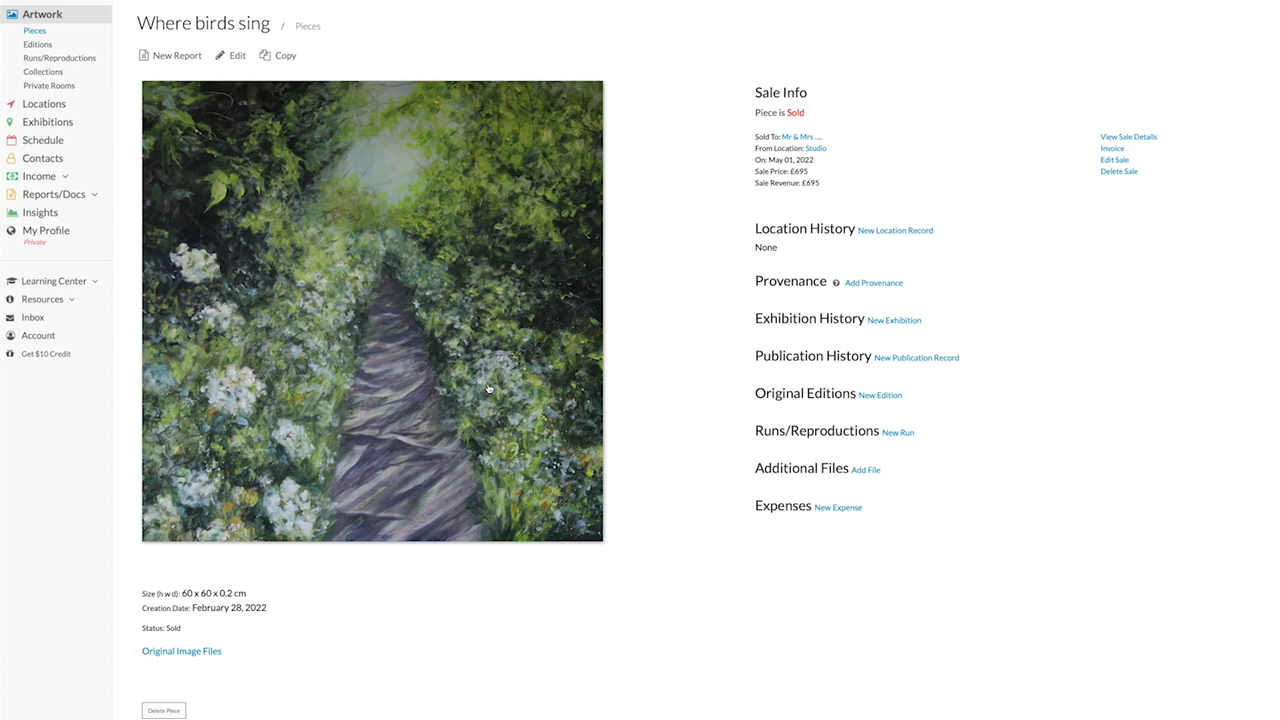 Artwork
Pieces
Editions
Runs/Reproductions
Collections
Private Rooms
Locations
Exhibitions
Schedule
Contacts
Income
Reports/Docs
Insights
My Profile
Private
Learning Center
Resources
Inbox
Account
Get $10 Credit
Where birds sing / Pieces
New Report Edit Copy
Size (h w d): 60 x 60 x 0.2 cm
Creation Date: February 28, 2022
Status: Sold
Original Image Files
Delete Piece
Sale Info
Piece is Sold
Sold To: Mr & Mrs ....
From Location: Studio
On: May 01, 2022
Sale Price: £695
Sale Revenue: £695
View Sale Details
Invoice
Edit Sale
Delete Sale
Location History New Location Record
None
Provenance Add Provenance
Exhibition History New Exhibition
Publication History New Publication Record
Original Editions New Edition
Runs/Reproductions New Run
Additional Files Add File
Expenses New Expense